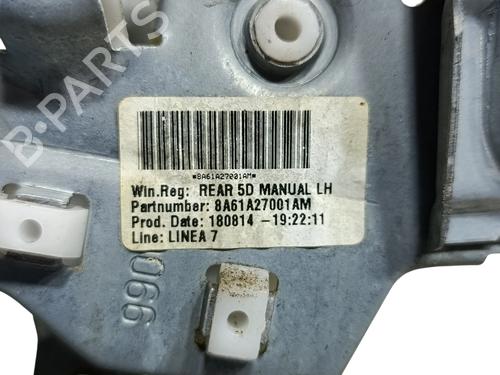 B-PARTS
*8A61A27001AM*
Win.Reg: REAR 5D MANUAL LH
Partnumber: 8A61A27001AM
Prod. Date: 180814 -19:22:11
Line: LINEA 7